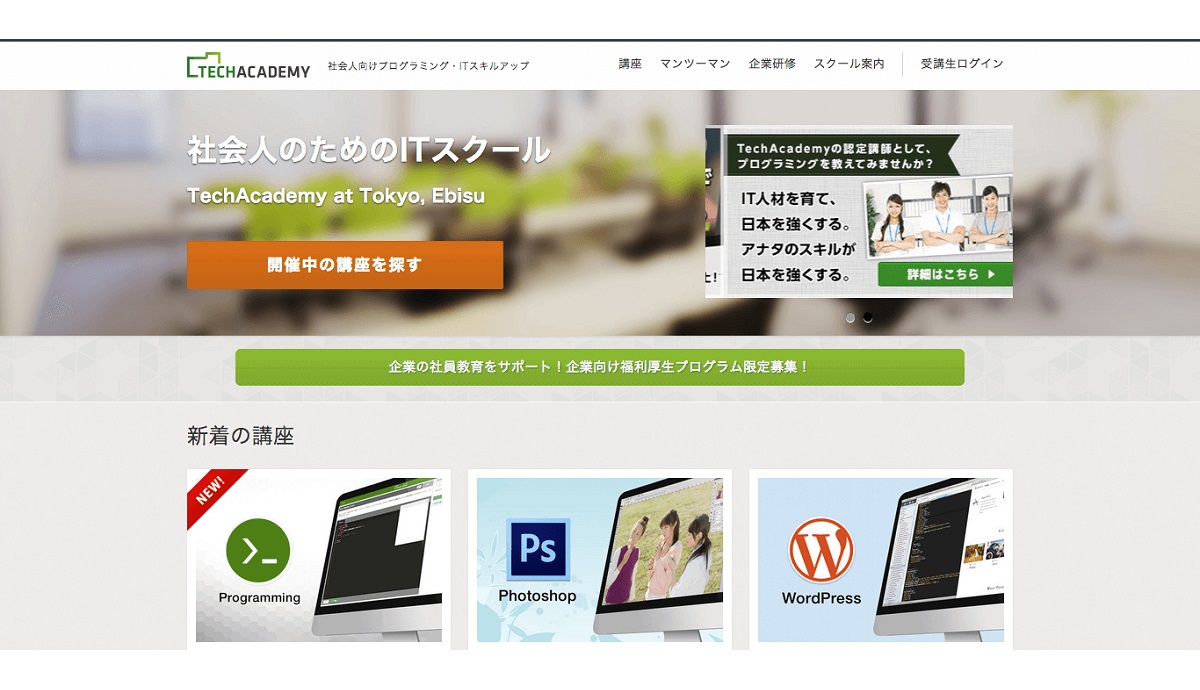 TECHACADEMY
社会人向けプログラミング・ITスキルアップ
講座 マンツーマン 企業研修 スクール案内 受講生ログイン
社会人のためのITスクール
TechAcademy at Tokyo, Ebisu
開催中の講座を探す
TechAcademyの認定講師として、
プログラミングを教えてみませんか？
IT人材を育て、
日本を強くする。
アナタのスキルが
日本を強くする。
詳細はこちら
企業の社員教育をサポート！企業向け福利厚生プログラム限定募集！
新着の講座
NEW!
Programming
Ps
Photoshop
W
WordPress